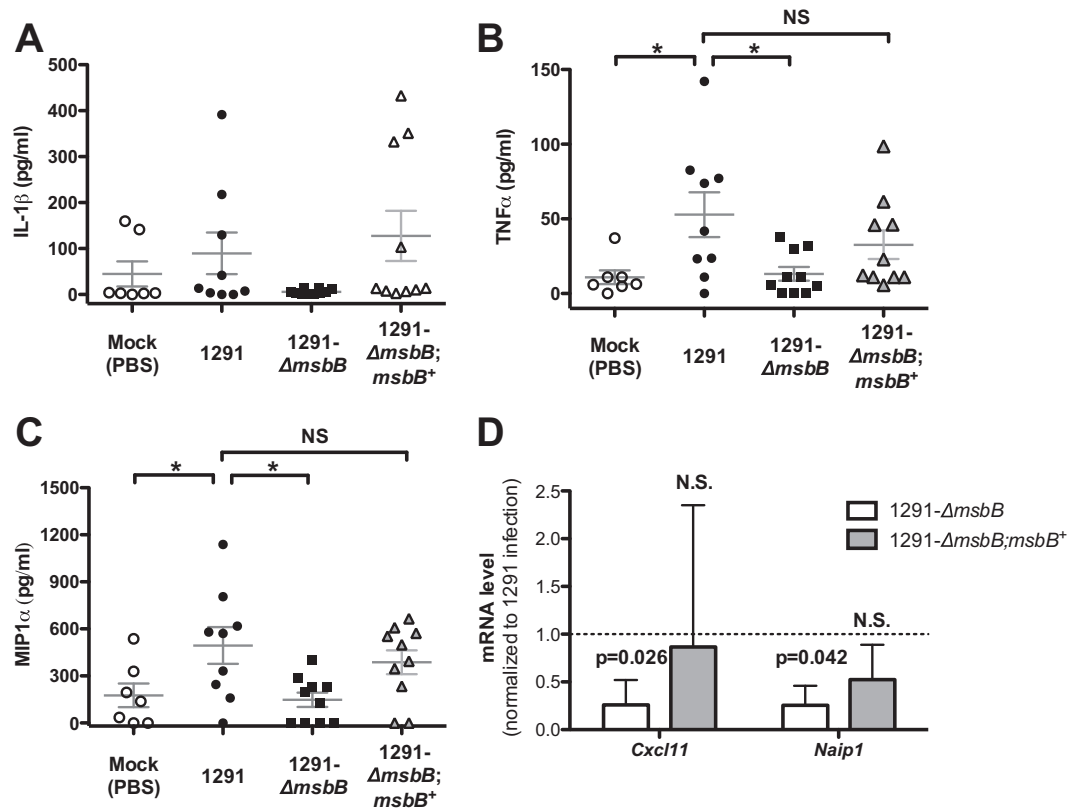 A
IL-1β (pg/ml)
500
400
300
200
100
0
Mock
(PBS)
1291
1291-
ΔmsbB
1291-
ΔmsbB;
msbB+
B
NS
*
*
TNFα (pg/ml)
150
100
50
0
Mock
(PBS)
1291
1291-
ΔmsbB
1291-
ΔmsbB;
msbB+
C
NS
*
*
MIP1α (pg/ml)
1500
1200
900
600
300
0
Mock
(PBS)
1291
1291-
ΔmsbB
1291-
ΔmsbB;
msbB+
D
mRNA level
(normalized to 1291 infection)
2.5
2.0
1.5
1.0
0.5
0.0
N.S.
1291-ΔmsbB
1291-ΔmsbB;msbB+
p=0.026
p=0.042
N.S.
Cxcl11
Naip1